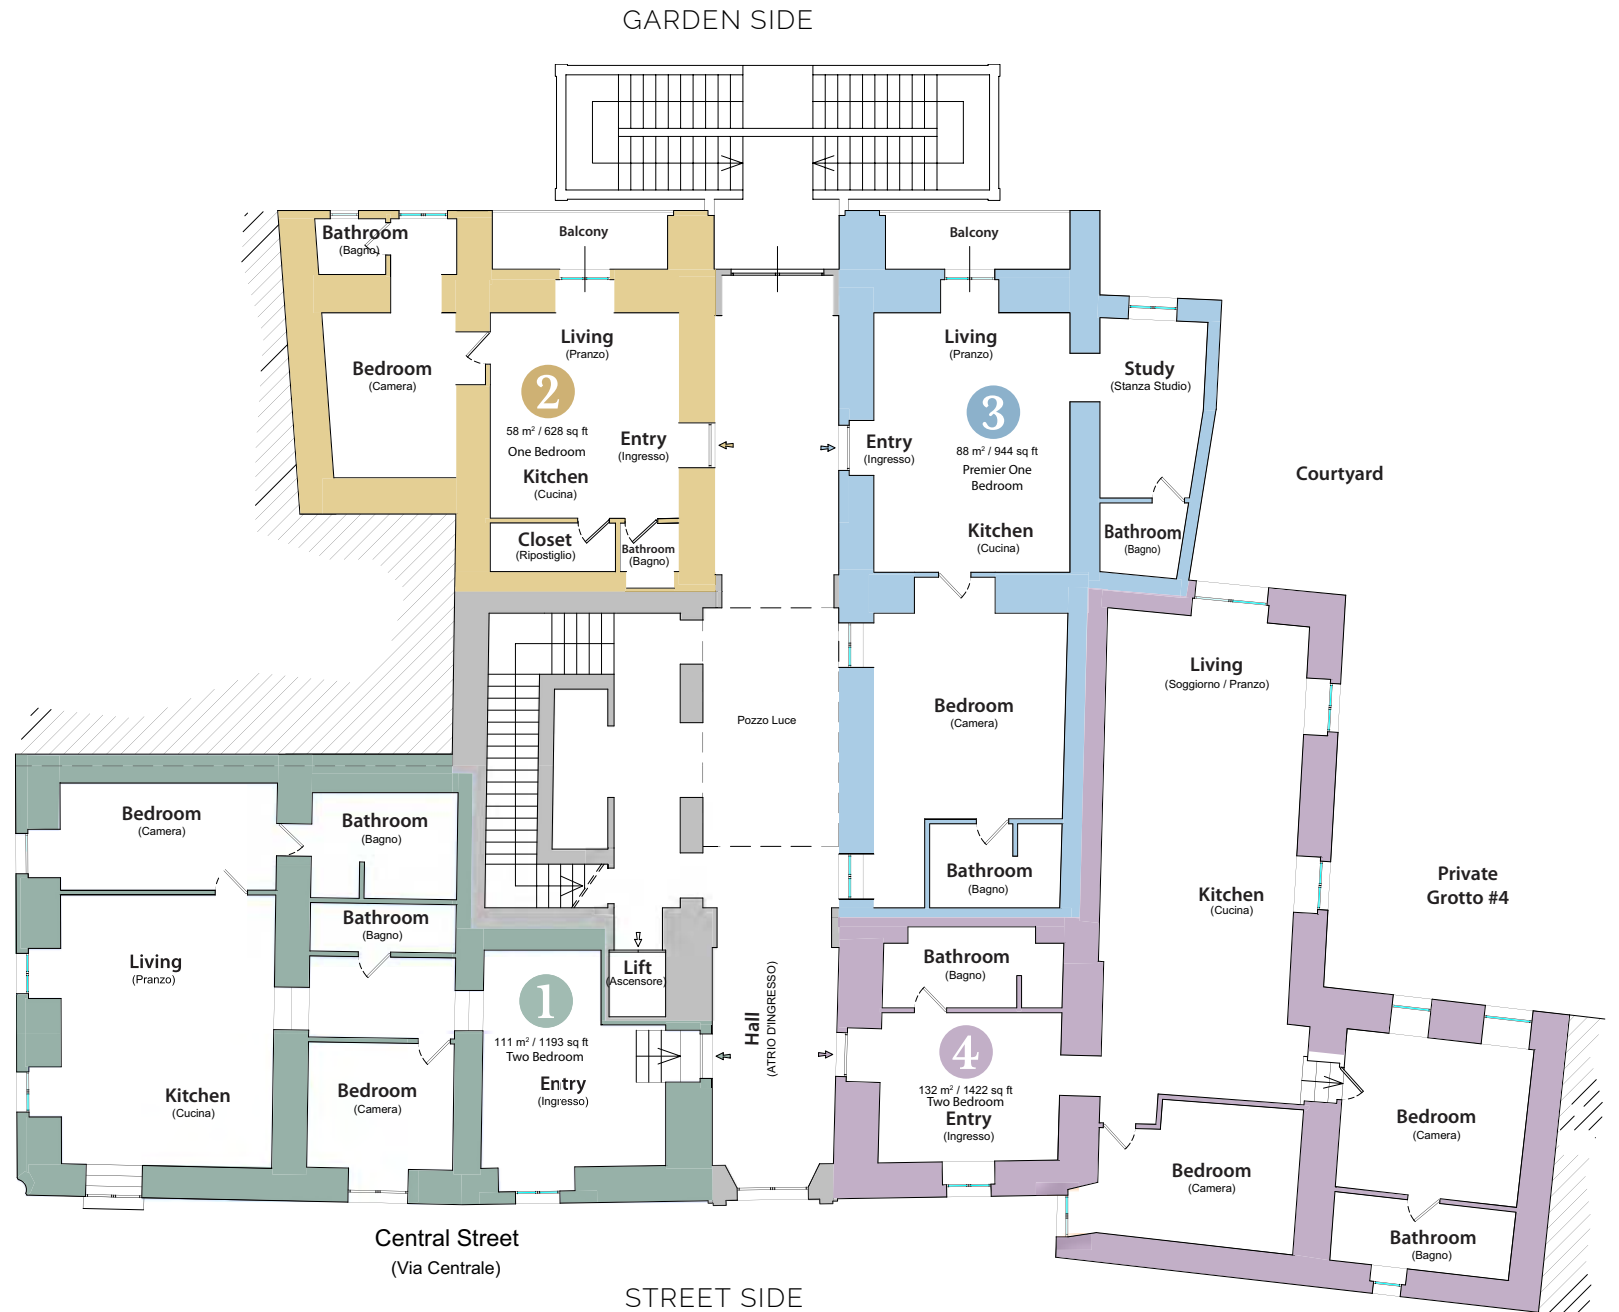 GARDEN SIDE
Bathroom
(Bagno)
Balcony
Balcony
Living
(Pranzo)
Bedroom
(Camera)
2
58 m² / 628 sq ft
One Bedroom
Entry
(Ingresso)
Kitchen
(Cucina)
Closet
(Ripostiglio)
Bathroom
(Bagno)
Living
(Pranzo)
Study
(Stanza Studio)
3
88 m² / 944 sq ft
Premier One
Bedroom
Entry
(Ingresso)
Kitchen
(Cucina)
Bathroom
(Bagno)
Courtyard
Bedroom
(Camera)
Pozzo Luce
Bathroom
(Bagno)
Living
(Soggiorno / Pranzo)
Kitchen
(Cucina)
Private
Grotto #4
Bedroom
(Camera)
Bathroom
(Bagno)
Bathroom
(Bagno)
Living
(Pranzo)
Kitchen
(Cucina)
Bedroom
(Camera)
1
111 m² / 1193 sq ft
Two Bedroom
Entry
(Ingresso)
Lift
(Ascensore)
Hall
(ATRIO D'INGRESSO)
Bathroom
(Bagno)
4
132 m² / 1422 sq ft
Two Bedroom
Entry
(Ingresso)
Bedroom
(Camera)
Bedroom
(Camera)
Bathroom
(Bagno)
Central Street
(Via Centrale)
STREET SIDE